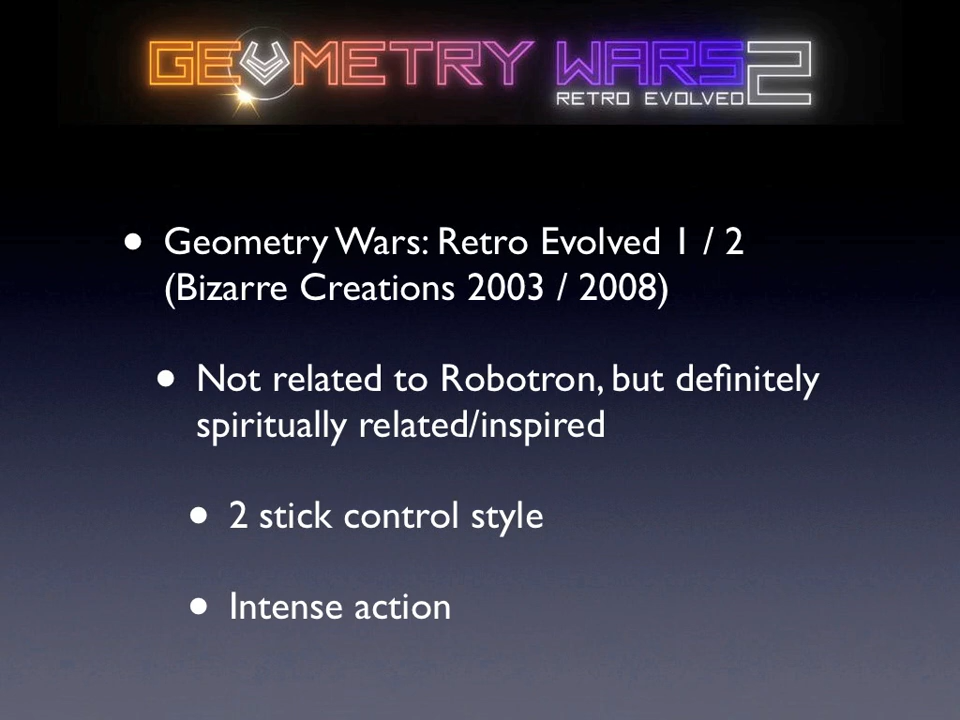 GEOMETRY WARS 2
RETRO EVOLVED
• Geometry Wars: Retro Evolved 1 / 2
(Bizarre Creations 2003 / 2008)
• Not related to Robotron, but definitely
spiritually related/inspired
• 2 stick control style
• Intense action